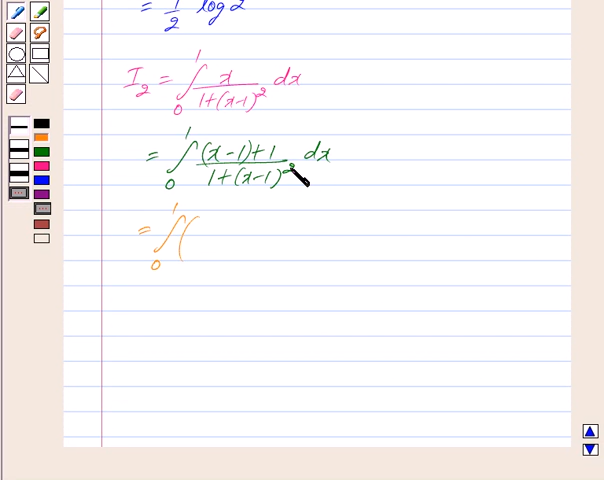 = 1/2 log 2
I₂ = ∫₀¹ x/(1+(x-1)²) dx
= ∫₀¹ ((x-1)+1)/(1+(x-1)²) dx
= ∫₀¹ (